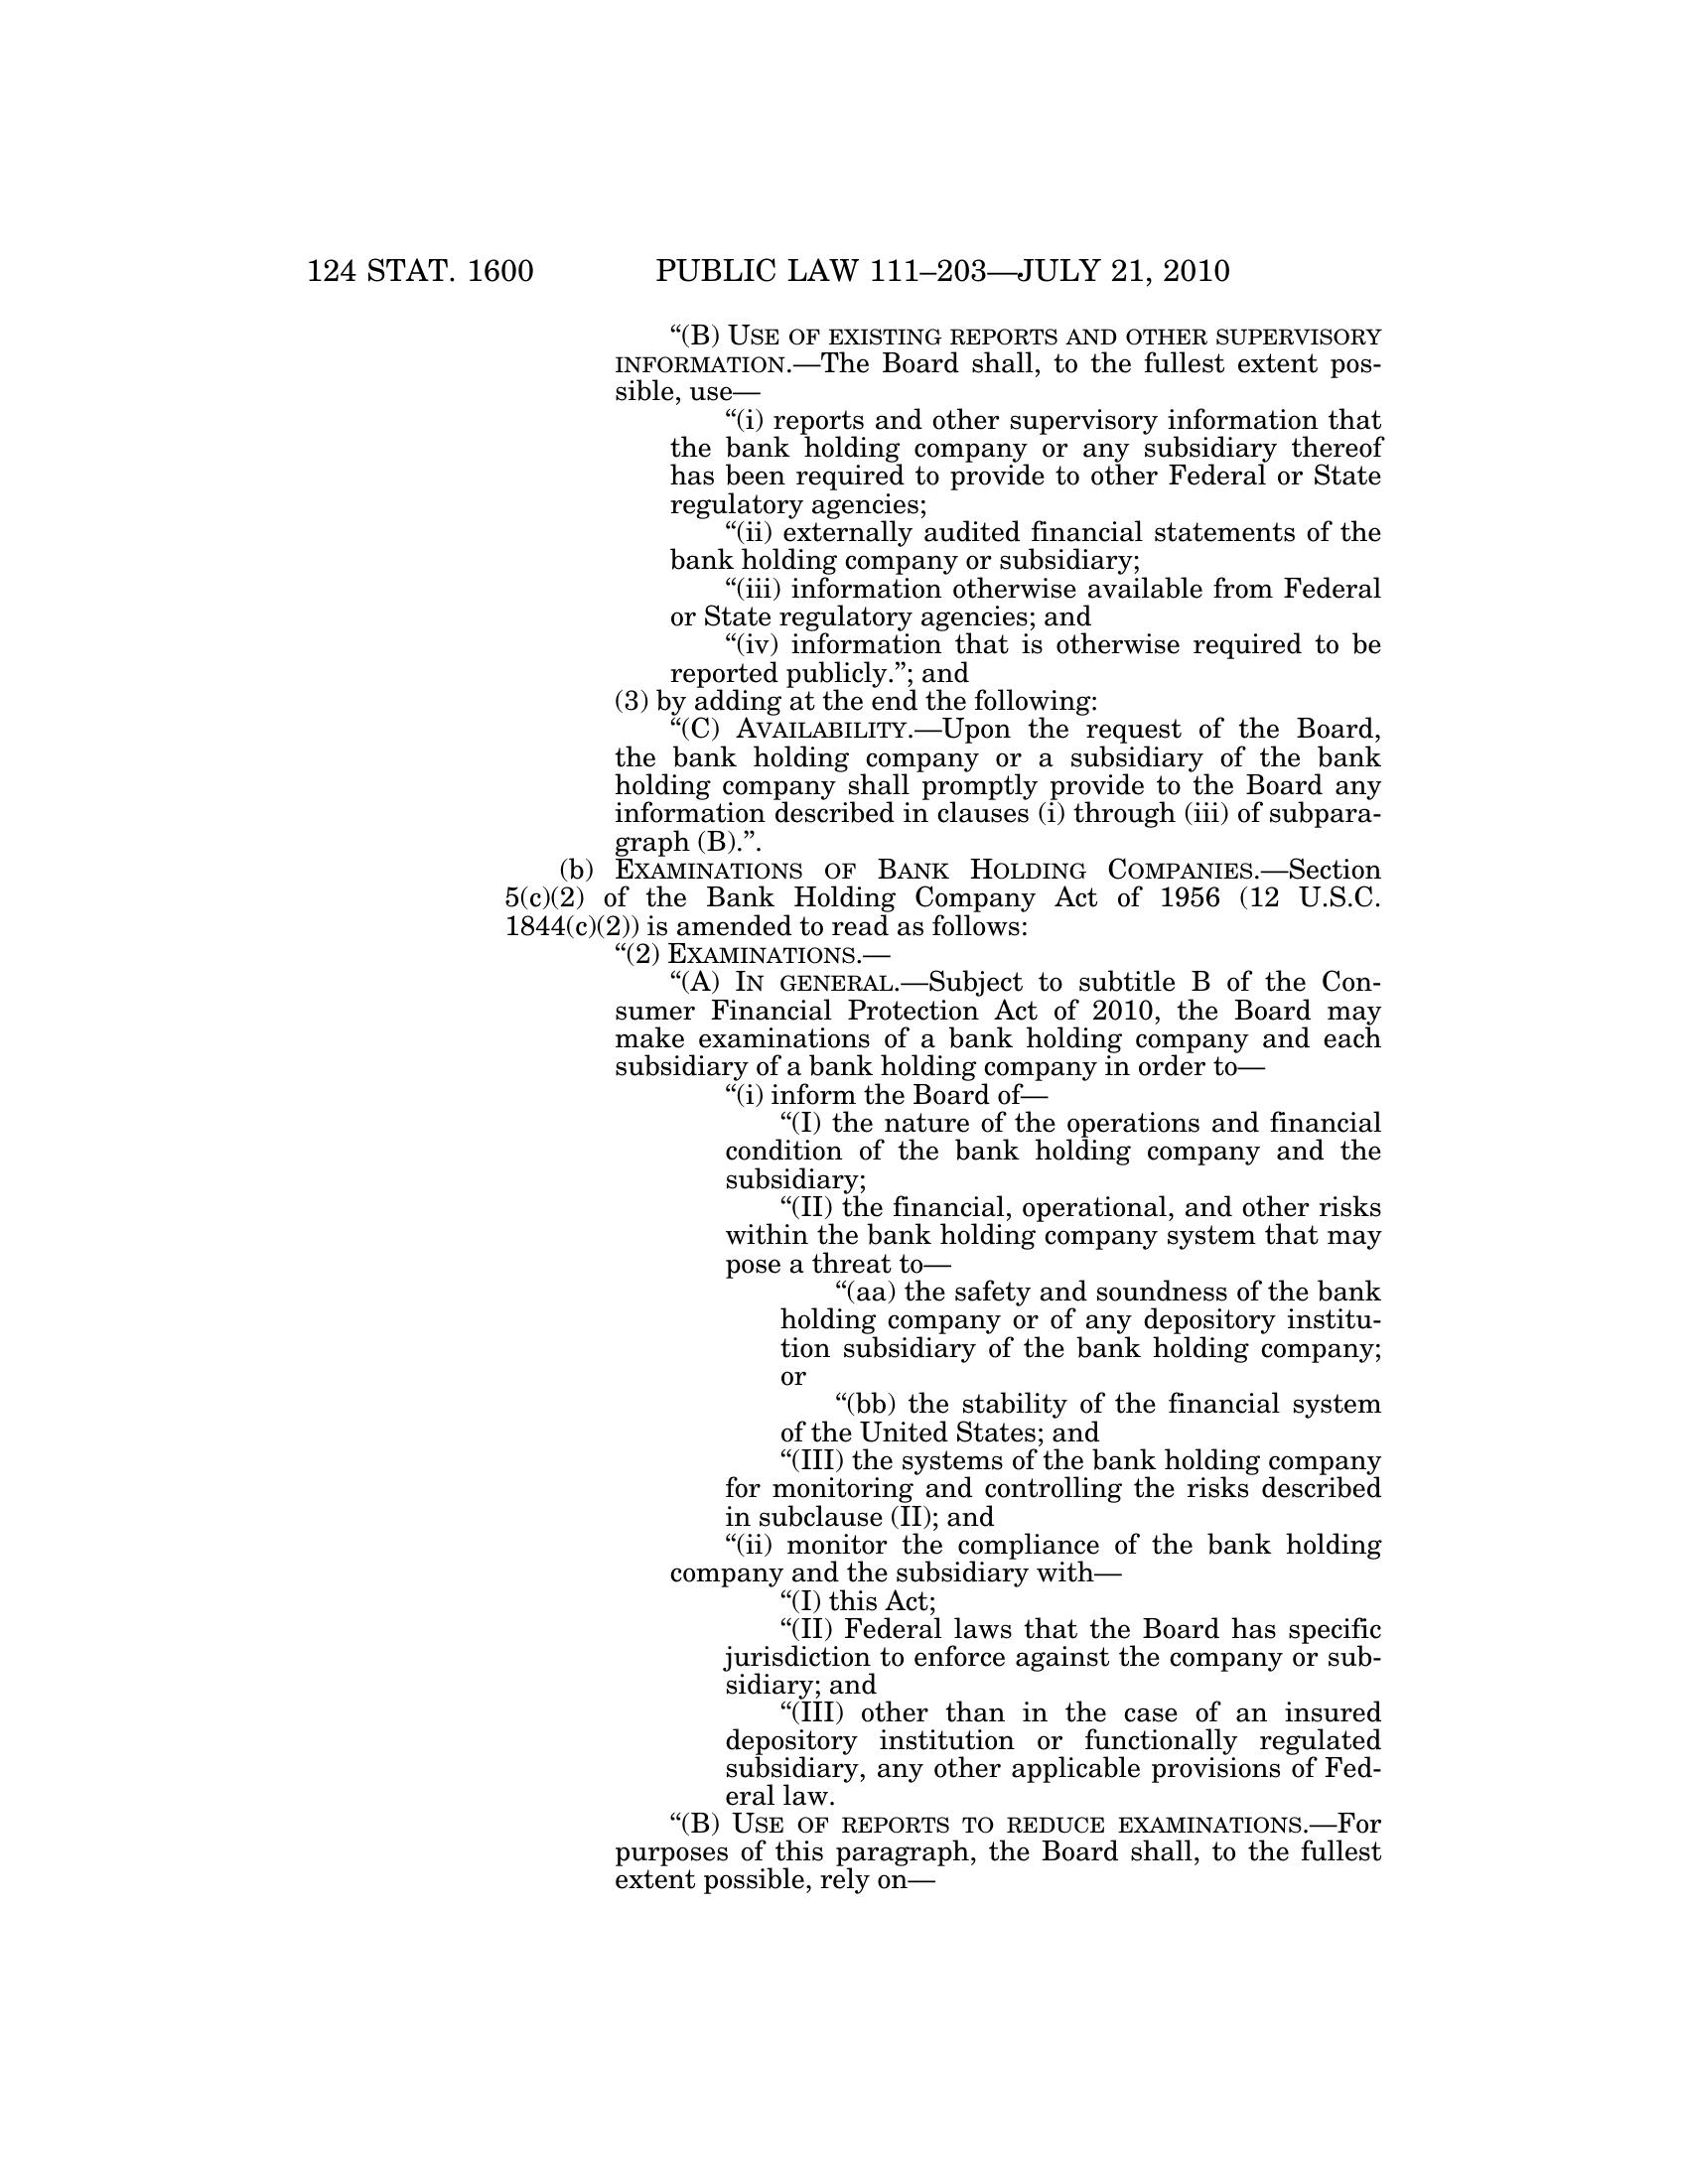 124 STAT. 1600 PUBLIC LAW 111–203—JULY 21, 2010
“(B) USE OF EXISTING REPORTS AND OTHER SUPERVISORY
INFORMATION.—The Board shall, to the fullest extent pos-
sible, use—
“(i) reports and other supervisory information that
the bank holding company or any subsidiary thereof
has been required to provide to other Federal or State
regulatory agencies;
“(ii) externally audited financial statements of the
bank holding company or subsidiary;
“(iii) information otherwise available from Federal
or State regulatory agencies; and
“(iv) information that is otherwise required to be
reported publicly.”; and
(3) by adding at the end the following:
“(C) AVAILABILITY.—Upon the request of the Board,
the bank holding company or a subsidiary of the bank
holding company shall promptly provide to the Board any
information described in clauses (i) through (iii) of subpara-
graph (B).”.
(b) EXAMINATIONS OF BANK HOLDING COMPANIES.—Section
5(c)(2) of the Bank Holding Company Act of 1956 (12 U.S.C.
1844(c)(2)) is amended to read as follows:
“(2) EXAMINATIONS.—
“(A) IN GENERAL.—Subject to subtitle B of the Con-
sumer Financial Protection Act of 2010, the Board may
make examinations of a bank holding company and each
subsidiary of a bank holding company in order to—
“(i) inform the Board of—
“(I) the nature of the operations and financial
condition of the bank holding company and the
subsidiary;
“(II) the financial, operational, and other risks
within the bank holding company system that may
pose a threat to—
“(aa) the safety and soundness of the bank
holding company or of any depository institu-
tion subsidiary of the bank holding company;
or
“(bb) the stability of the financial system
of the United States; and
“(III) the systems of the bank holding company
for monitoring and controlling the risks described
in subclause (II); and
“(ii) monitor the compliance of the bank holding
company and the subsidiary with—
“(I) this Act;
“(II) Federal laws that the Board has specific
jurisdiction to enforce against the company or sub-
sidiary; and
“(III) other than in the case of an insured
depository institution or functionally regulated
subsidiary, any other applicable provisions of Fed-
eral law.
“(B) USE OF REPORTS TO REDUCE EXAMINATIONS.—For
purposes of this paragraph, the Board shall, to the fullest
extent possible, rely on—